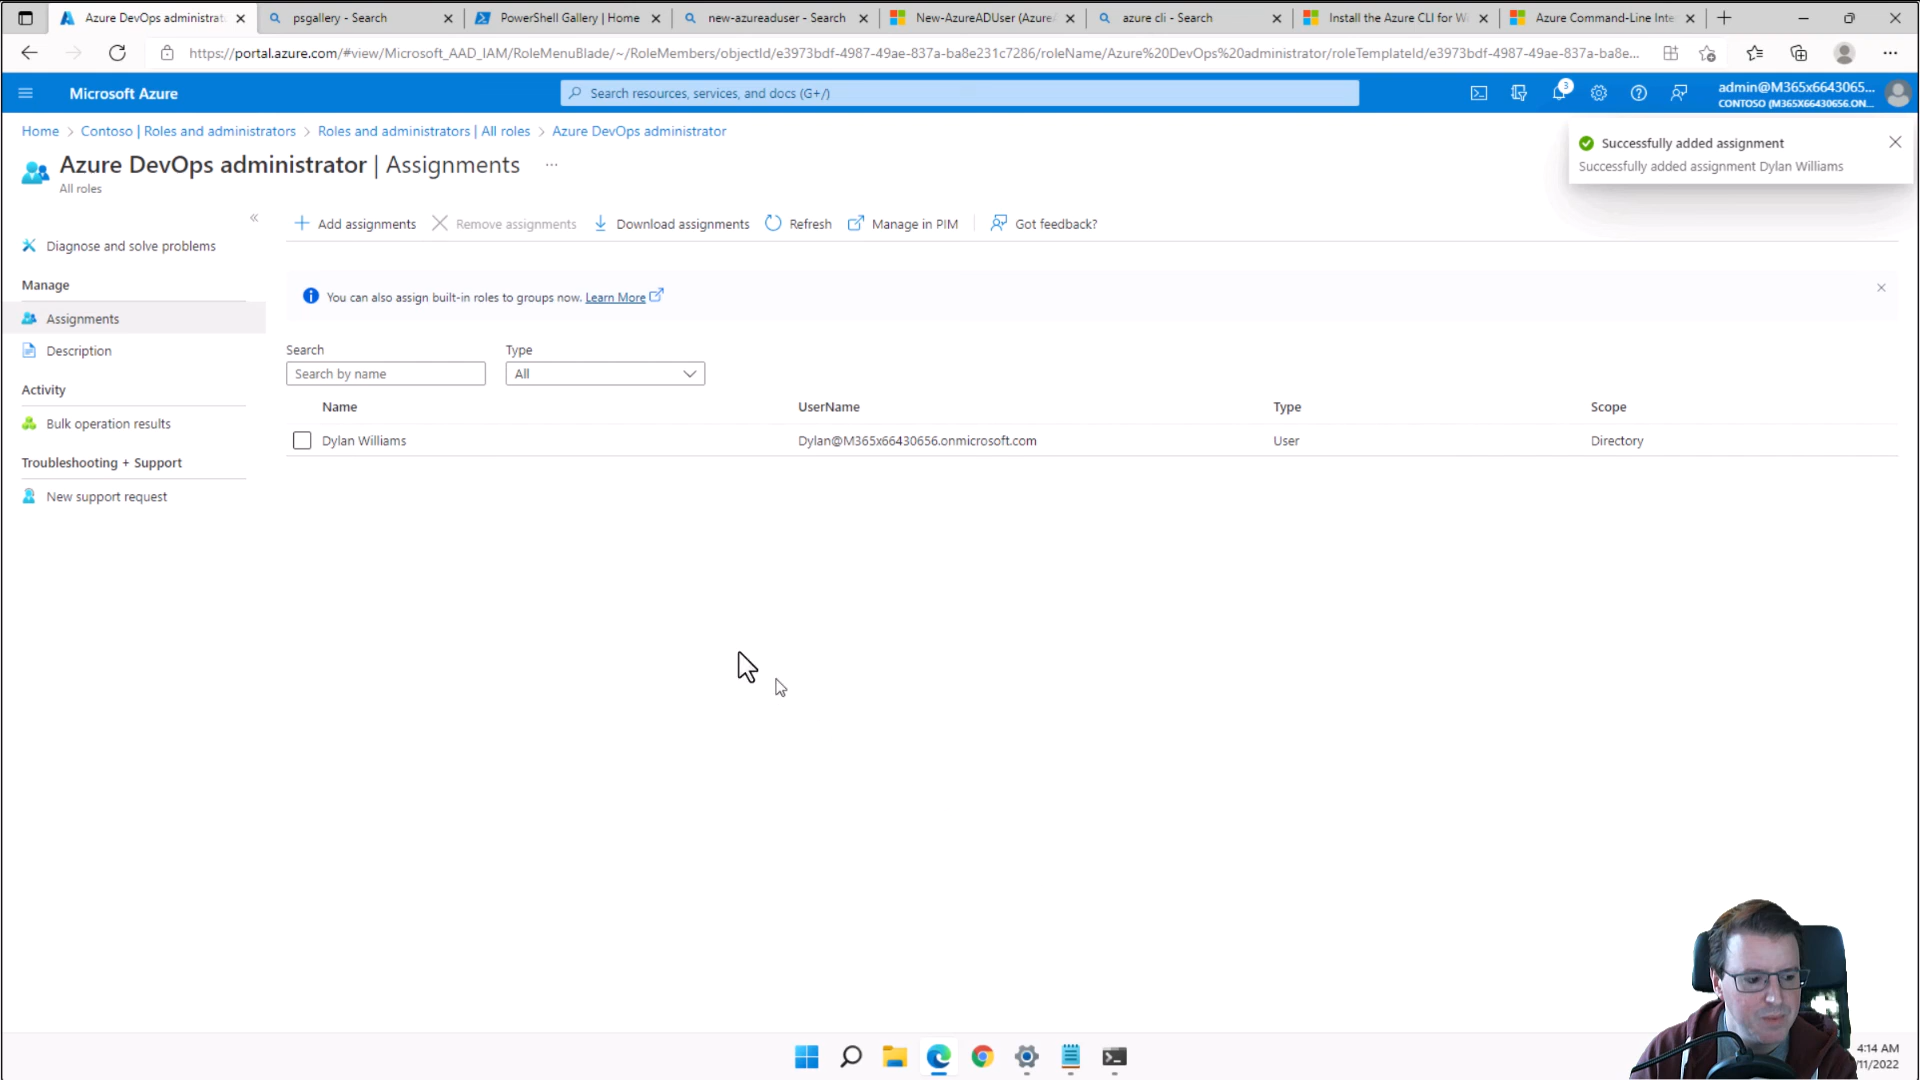 Azure DevOps administrat
psgallery - Search
PowerShell Gallery | Home
new-azureaduser - Search
New-AzureADUser (Azure
azure cli - Search
Install the Azure CLI for W
Azure Command-Line Inte
https://portal.azure.com/#view/Microsoft_AAD_IAM/RoleMenuBlade/~/RoleMembers/objectId/e3973bdf-4987-49ae-837a-ba8e231c7286/roleName/Azure%20DevOps%20administrator/roleTemplateId/e3973bdf-4987-49ae-837a-ba8e...
Microsoft Azure
Search resources, services, and docs (G+/)
3
admin@M365x6643065...
CONTOSO (M365X66430656.ON...
Home > Contoso | Roles and administrators > Roles and administrators | All roles > Azure DevOps administrator
Azure DevOps administrator | Assignments ...
All roles
Successfully added assignment
Successfully added assignment Dylan Williams
Add assignments
Remove assignments
Download assignments
Refresh
Manage in PIM
Got feedback?
Diagnose and solve problems
Manage
Assignments
Description
Activity
Bulk operation results
Troubleshooting + Support
New support request
You can also assign built-in roles to groups now. Learn More
Search
Type
Search by name
All
Name UserName Type Scope
Dylan Williams Dylan@M365x66430656.onmicrosoft.com User Directory
4:14 AM
/11/2022